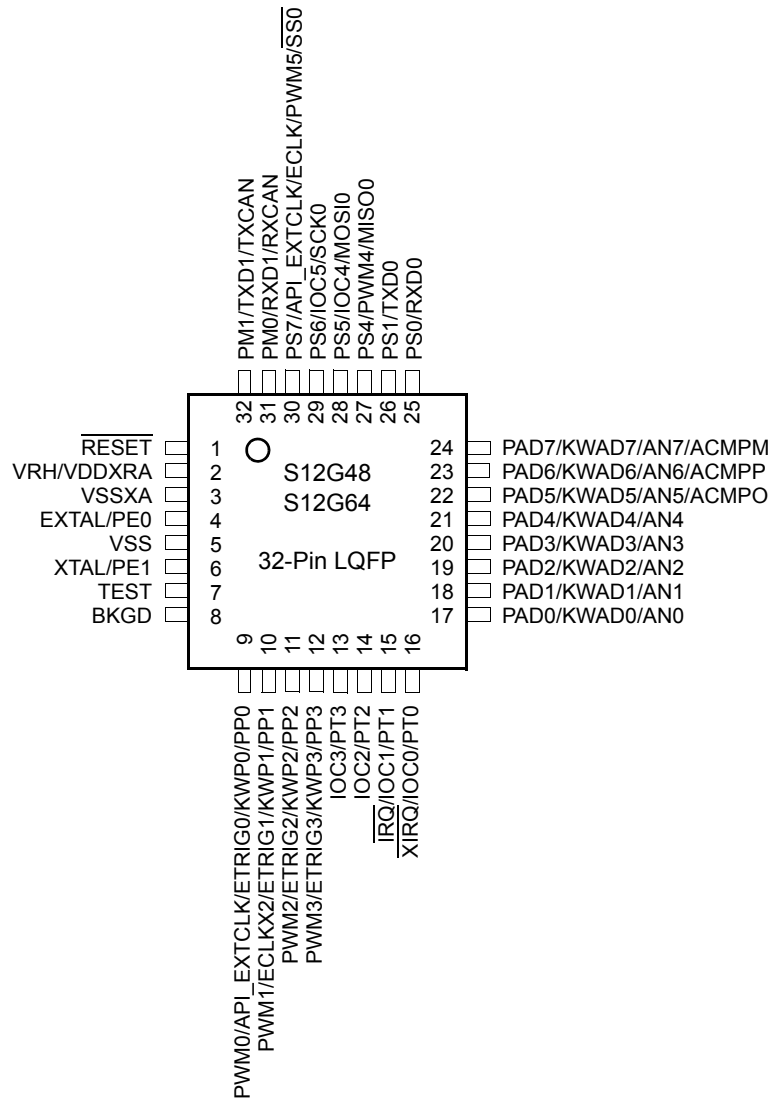 PM1/TXD1/TXCAN
PM0/RXD1/RXCAN
PS7/API_EXTCLK/ECLK/PWM5/SS0
PS6/IOC5/SCK0
PS5/IOC4/MOSI0
PS4/PWM4/MISO0
PS1/TXD0
PS0/RXD0
32
31
30
29
28
27
26
25
RESET 1
VRH/VDDXRA 2
VSSXA 3
EXTAL/PE0 4
VSS 5
XTAL/PE1 6
TEST 7
BKGD 8
S12G48
S12G64
32-Pin LQFP
24 PAD7/KWAD7/AN7/ACMPM
23 PAD6/KWAD6/AN6/ACMPP
22 PAD5/KWAD5/AN5/ACMPO
21 PAD4/KWAD4/AN4
20 PAD3/KWAD3/AN3
19 PAD2/KWAD2/AN2
18 PAD1/KWAD1/AN1
17 PAD0/KWAD0/AN0
9
10
11
12
13
14
15
16
PWM0/API_EXTCLK/ETRIG0/KWP0/PP0
PWM1/ECLKX2/ETRIG1/KWP1/PP1
PWM2/ETRIG2/KWP2/PP2
PWM3/ETRIG3/KWP3/PP3
IOC3/PT3
IOC2/PT2
IRQ/IOC1/PT1
XIRQ/IOC0/PT0